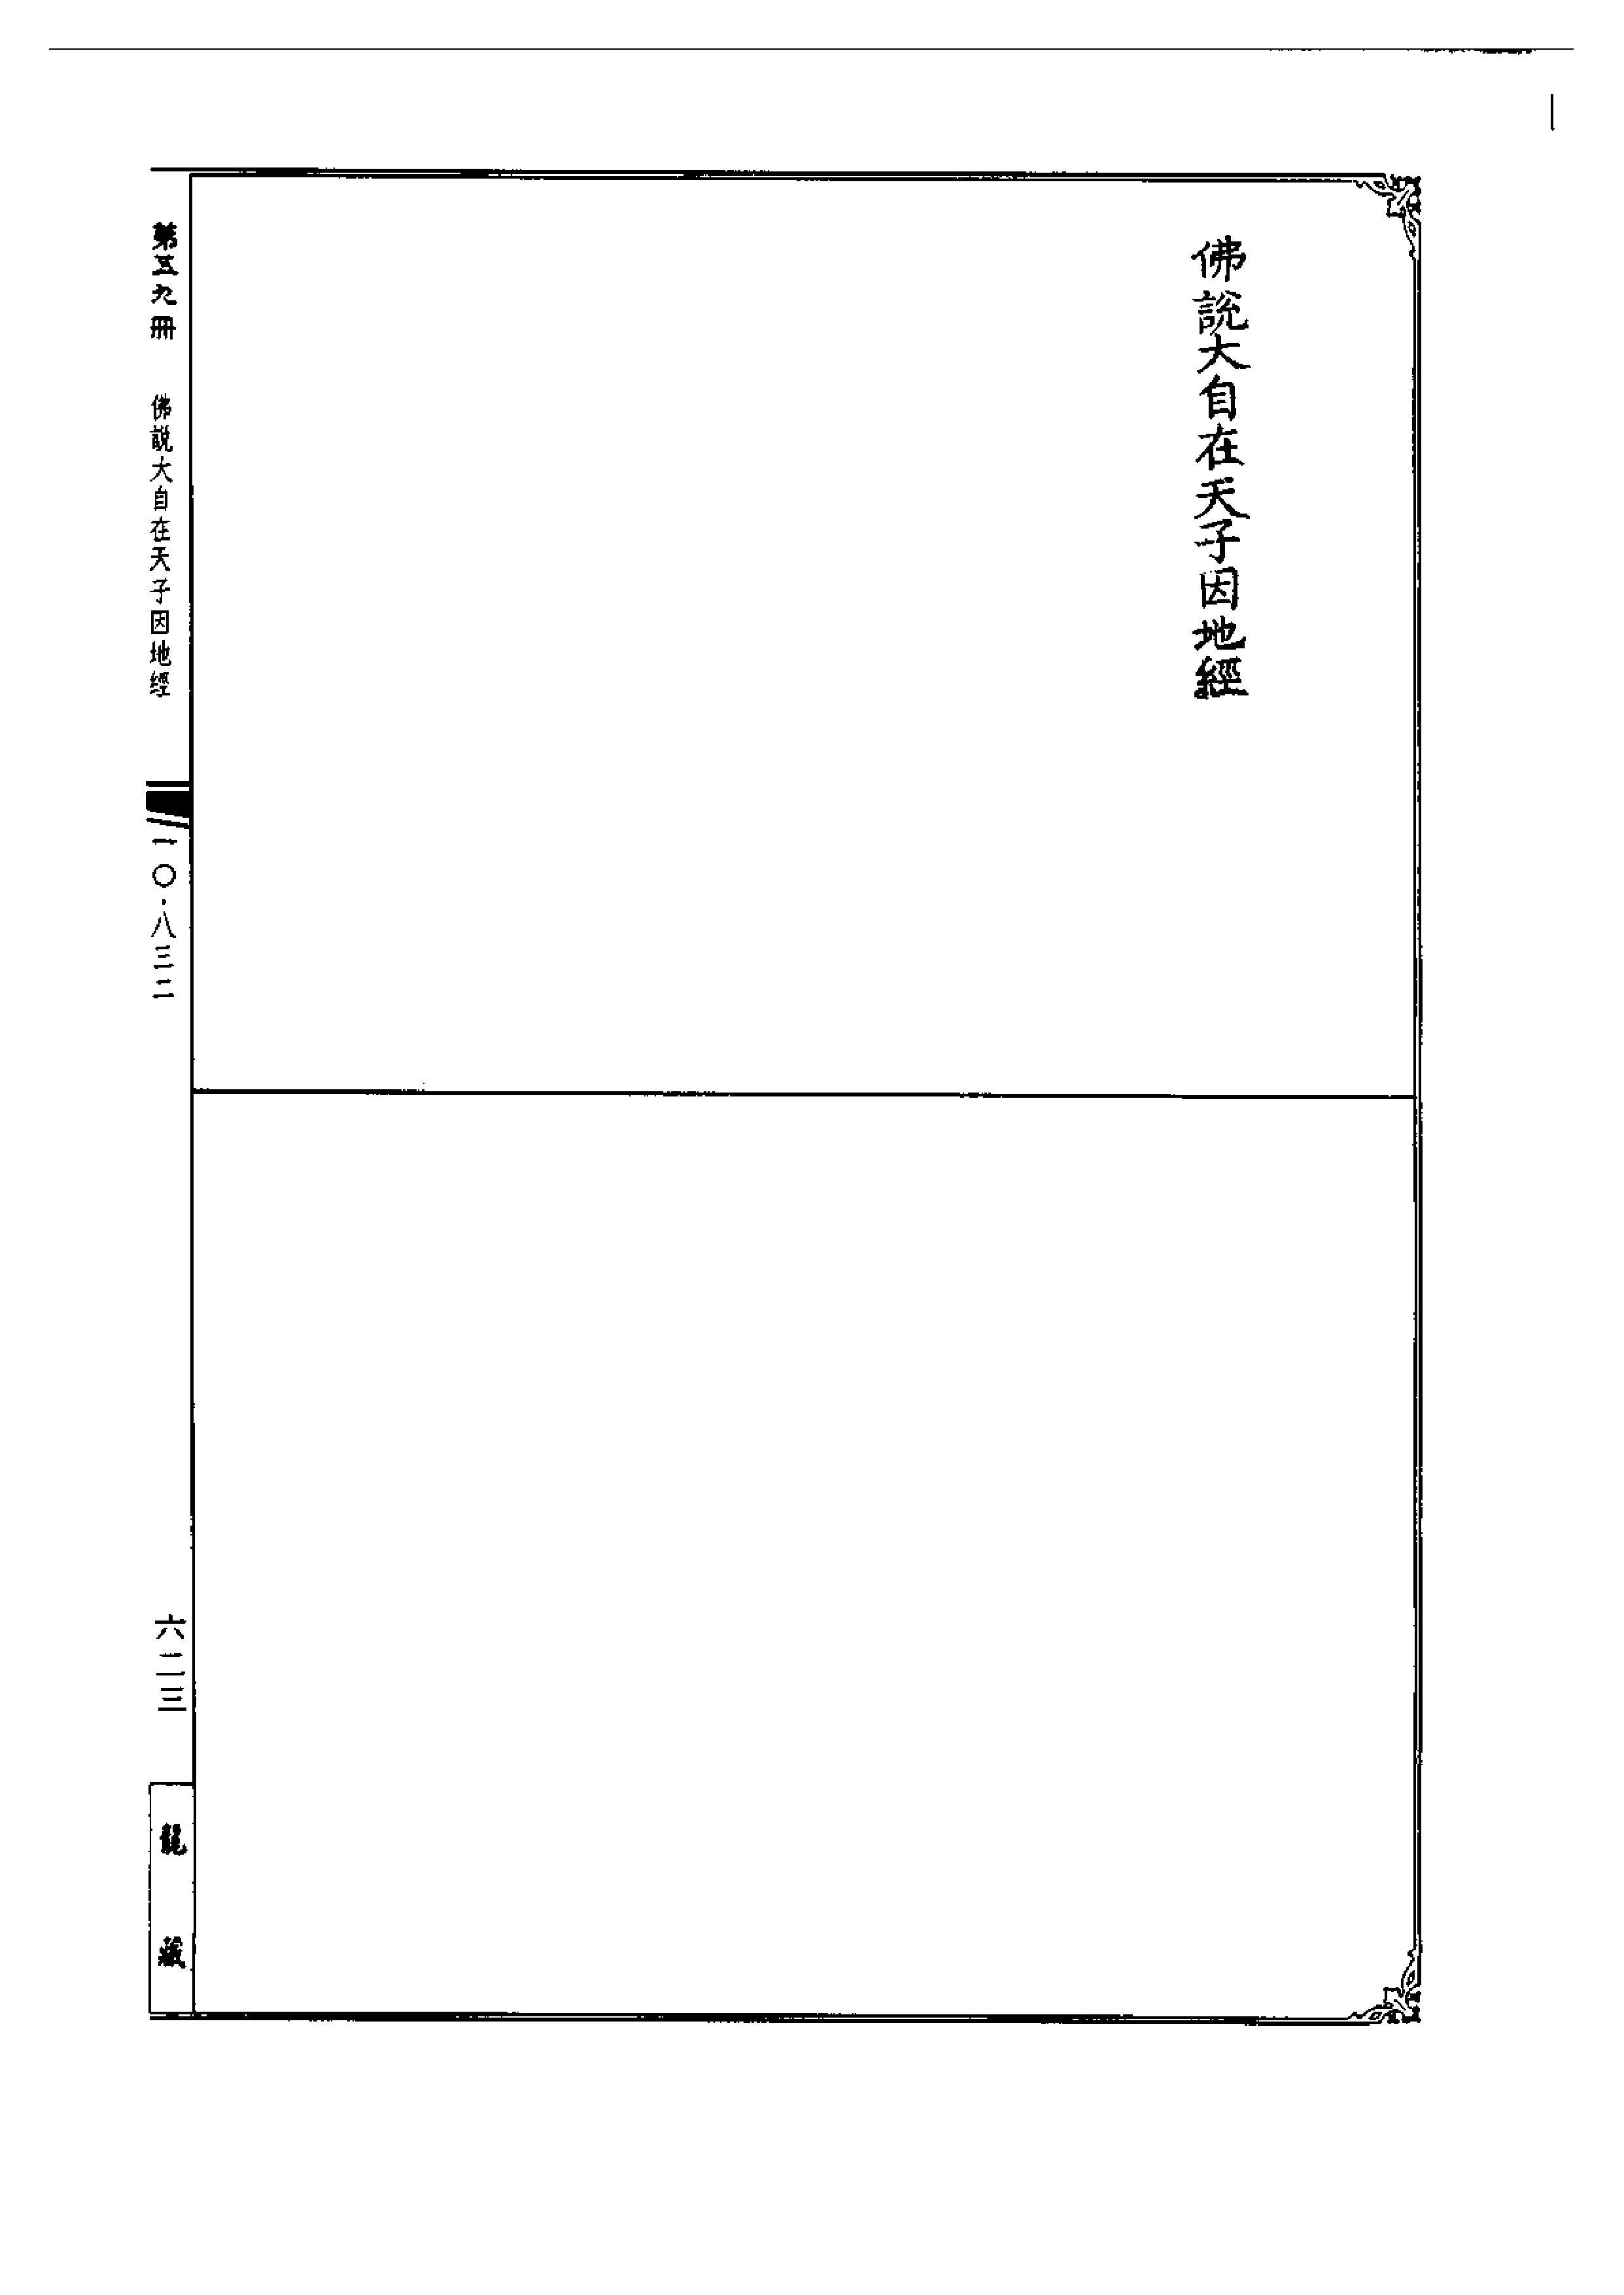 佛說大自在天子因地經
第五九冊 佛說大自在天子因地經
一〇·八三二
六二三
龍藏